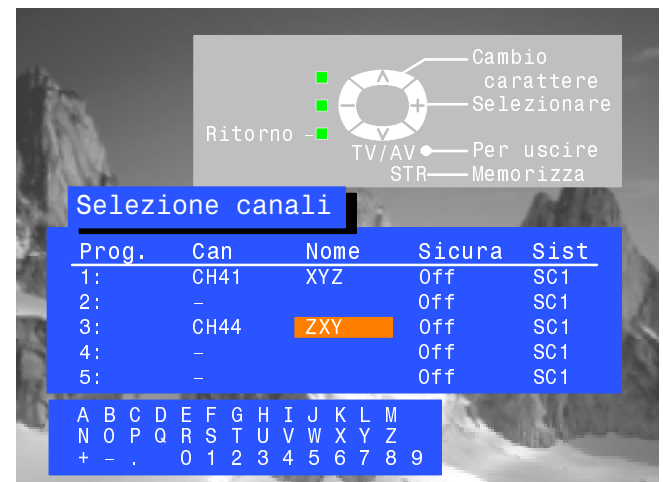 Cambio
carattere
Selezionare
Ritorno
TV/AV Per uscire
STR Memorizza
Selezione canali
Prog. Can Nome Sicura Sist
1: CH41 XYZ Off SC1
2: – Off SC1
3: CH44 ZXY Off SC1
4: – Off SC1
5: – Off SC1
A B C D E F G H I J K L M
N O P Q R S T U V W X Y Z
+ – . 0 1 2 3 4 5 6 7 8 9